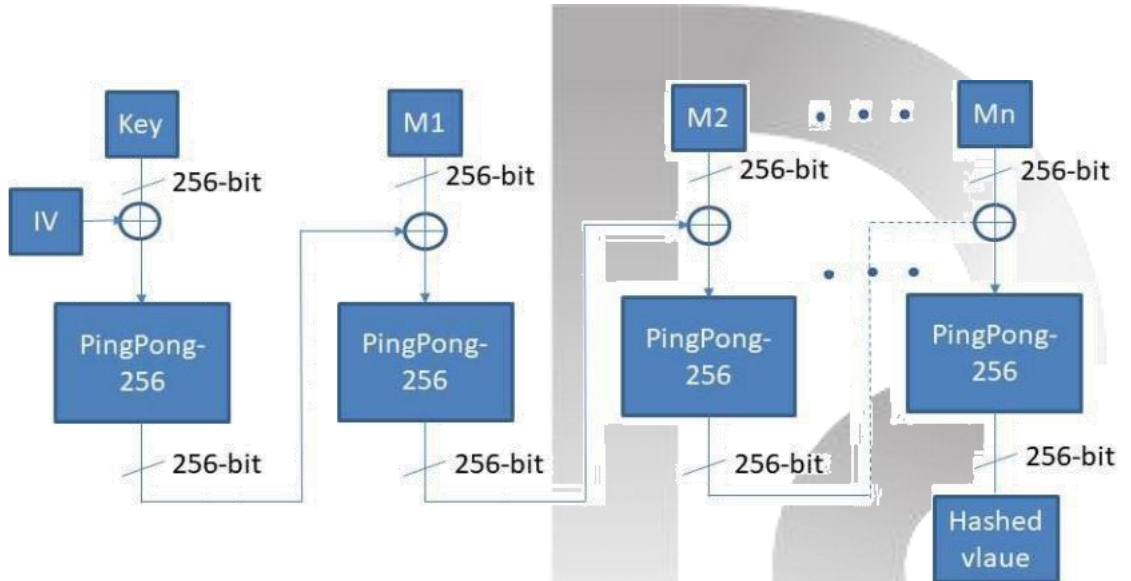 Key
M1
M2
Mn
256-bit
256-bit
256-bit
256-bit
IV
PingPong-
256
PingPong-
256
PingPong-
256
PingPong-
256
256-bit
256-bit
256-bit
256-bit
Hashed
vlaue